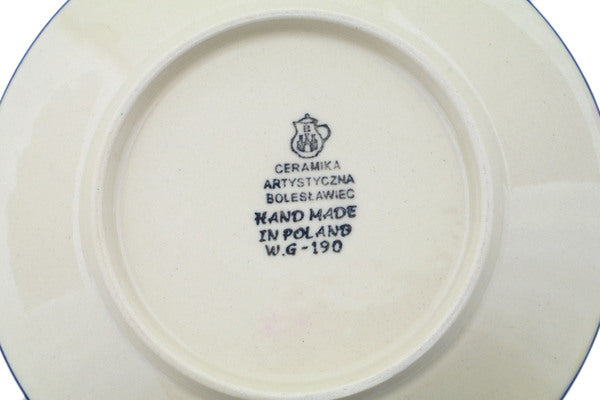 CERAMIKA
ARTYSTYCZNA
BOLESŁAWIEC
HAND MADE
IN POLAND
W.G-190